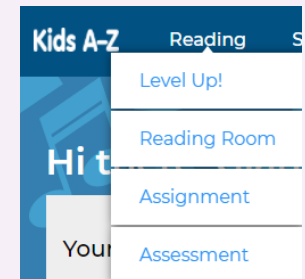 Kids A-Z Reading S
Level Up!
Reading Room
Hi t
Assignment
Your
Assessment